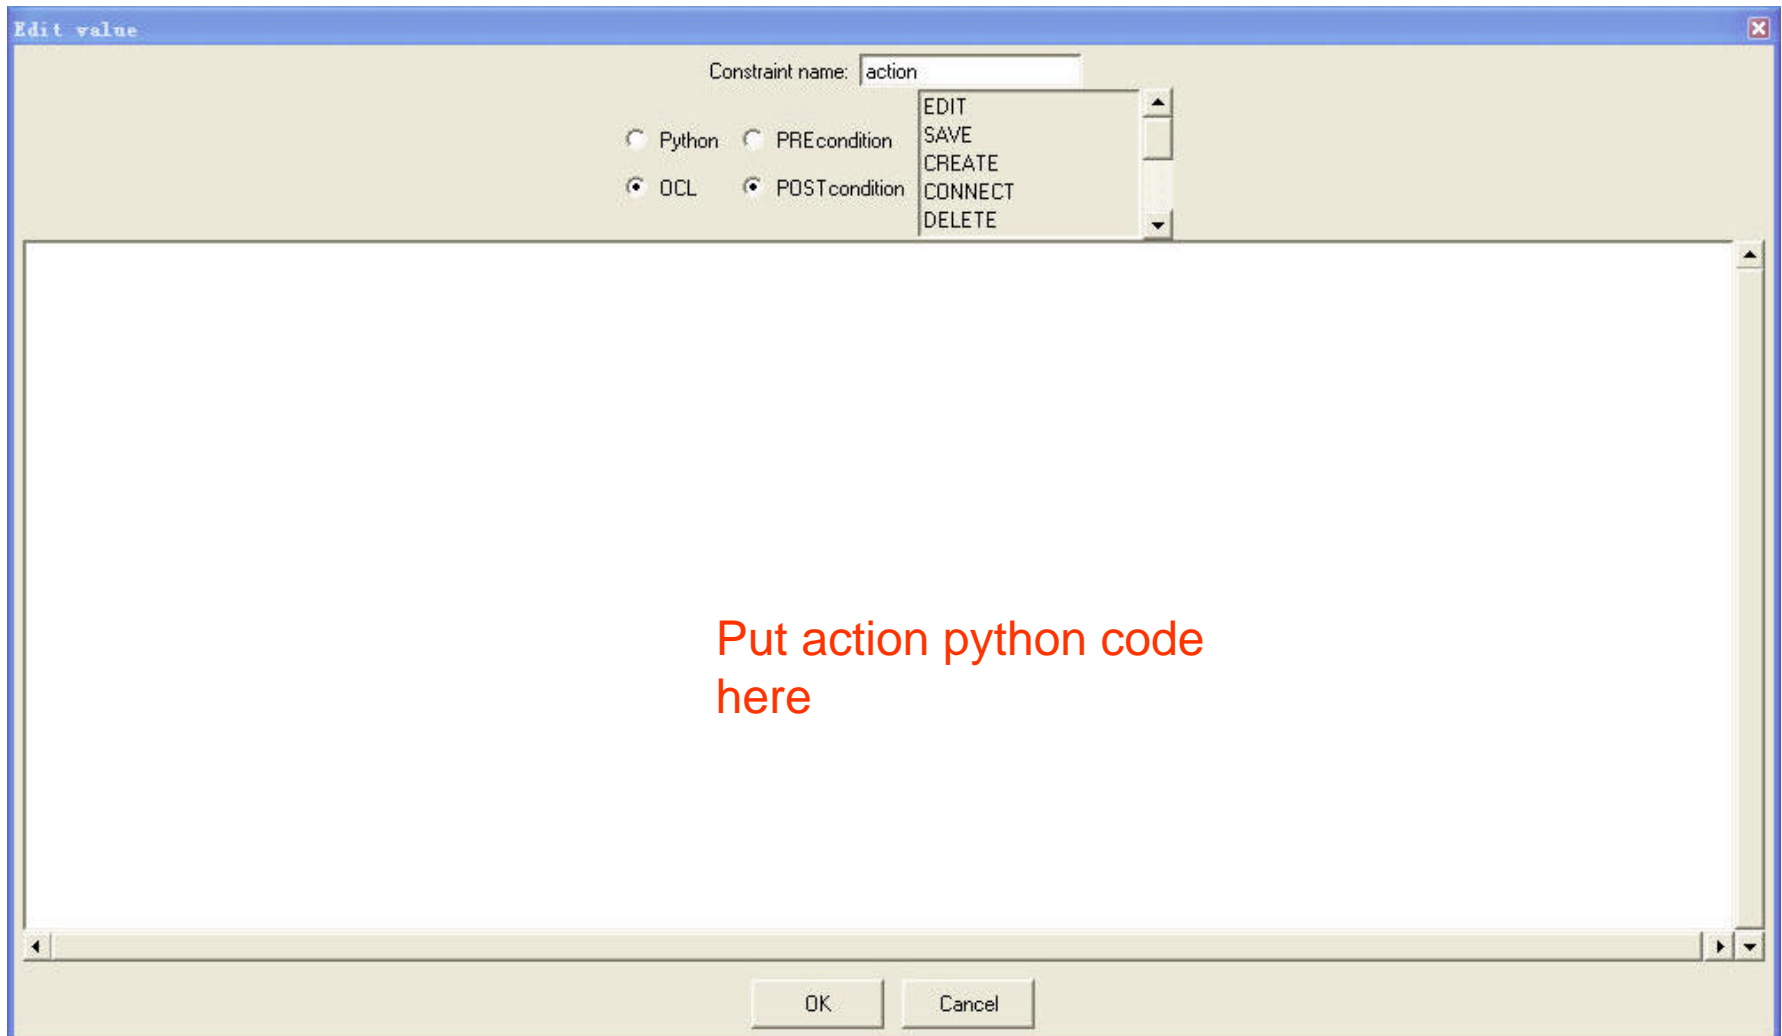 Edit value
Constraint name: action
EDIT
Python PREcondition SAVE
CREATE
OCL POSTcondition CONNECT
DELETE
Put action python code
here
OK Cancel